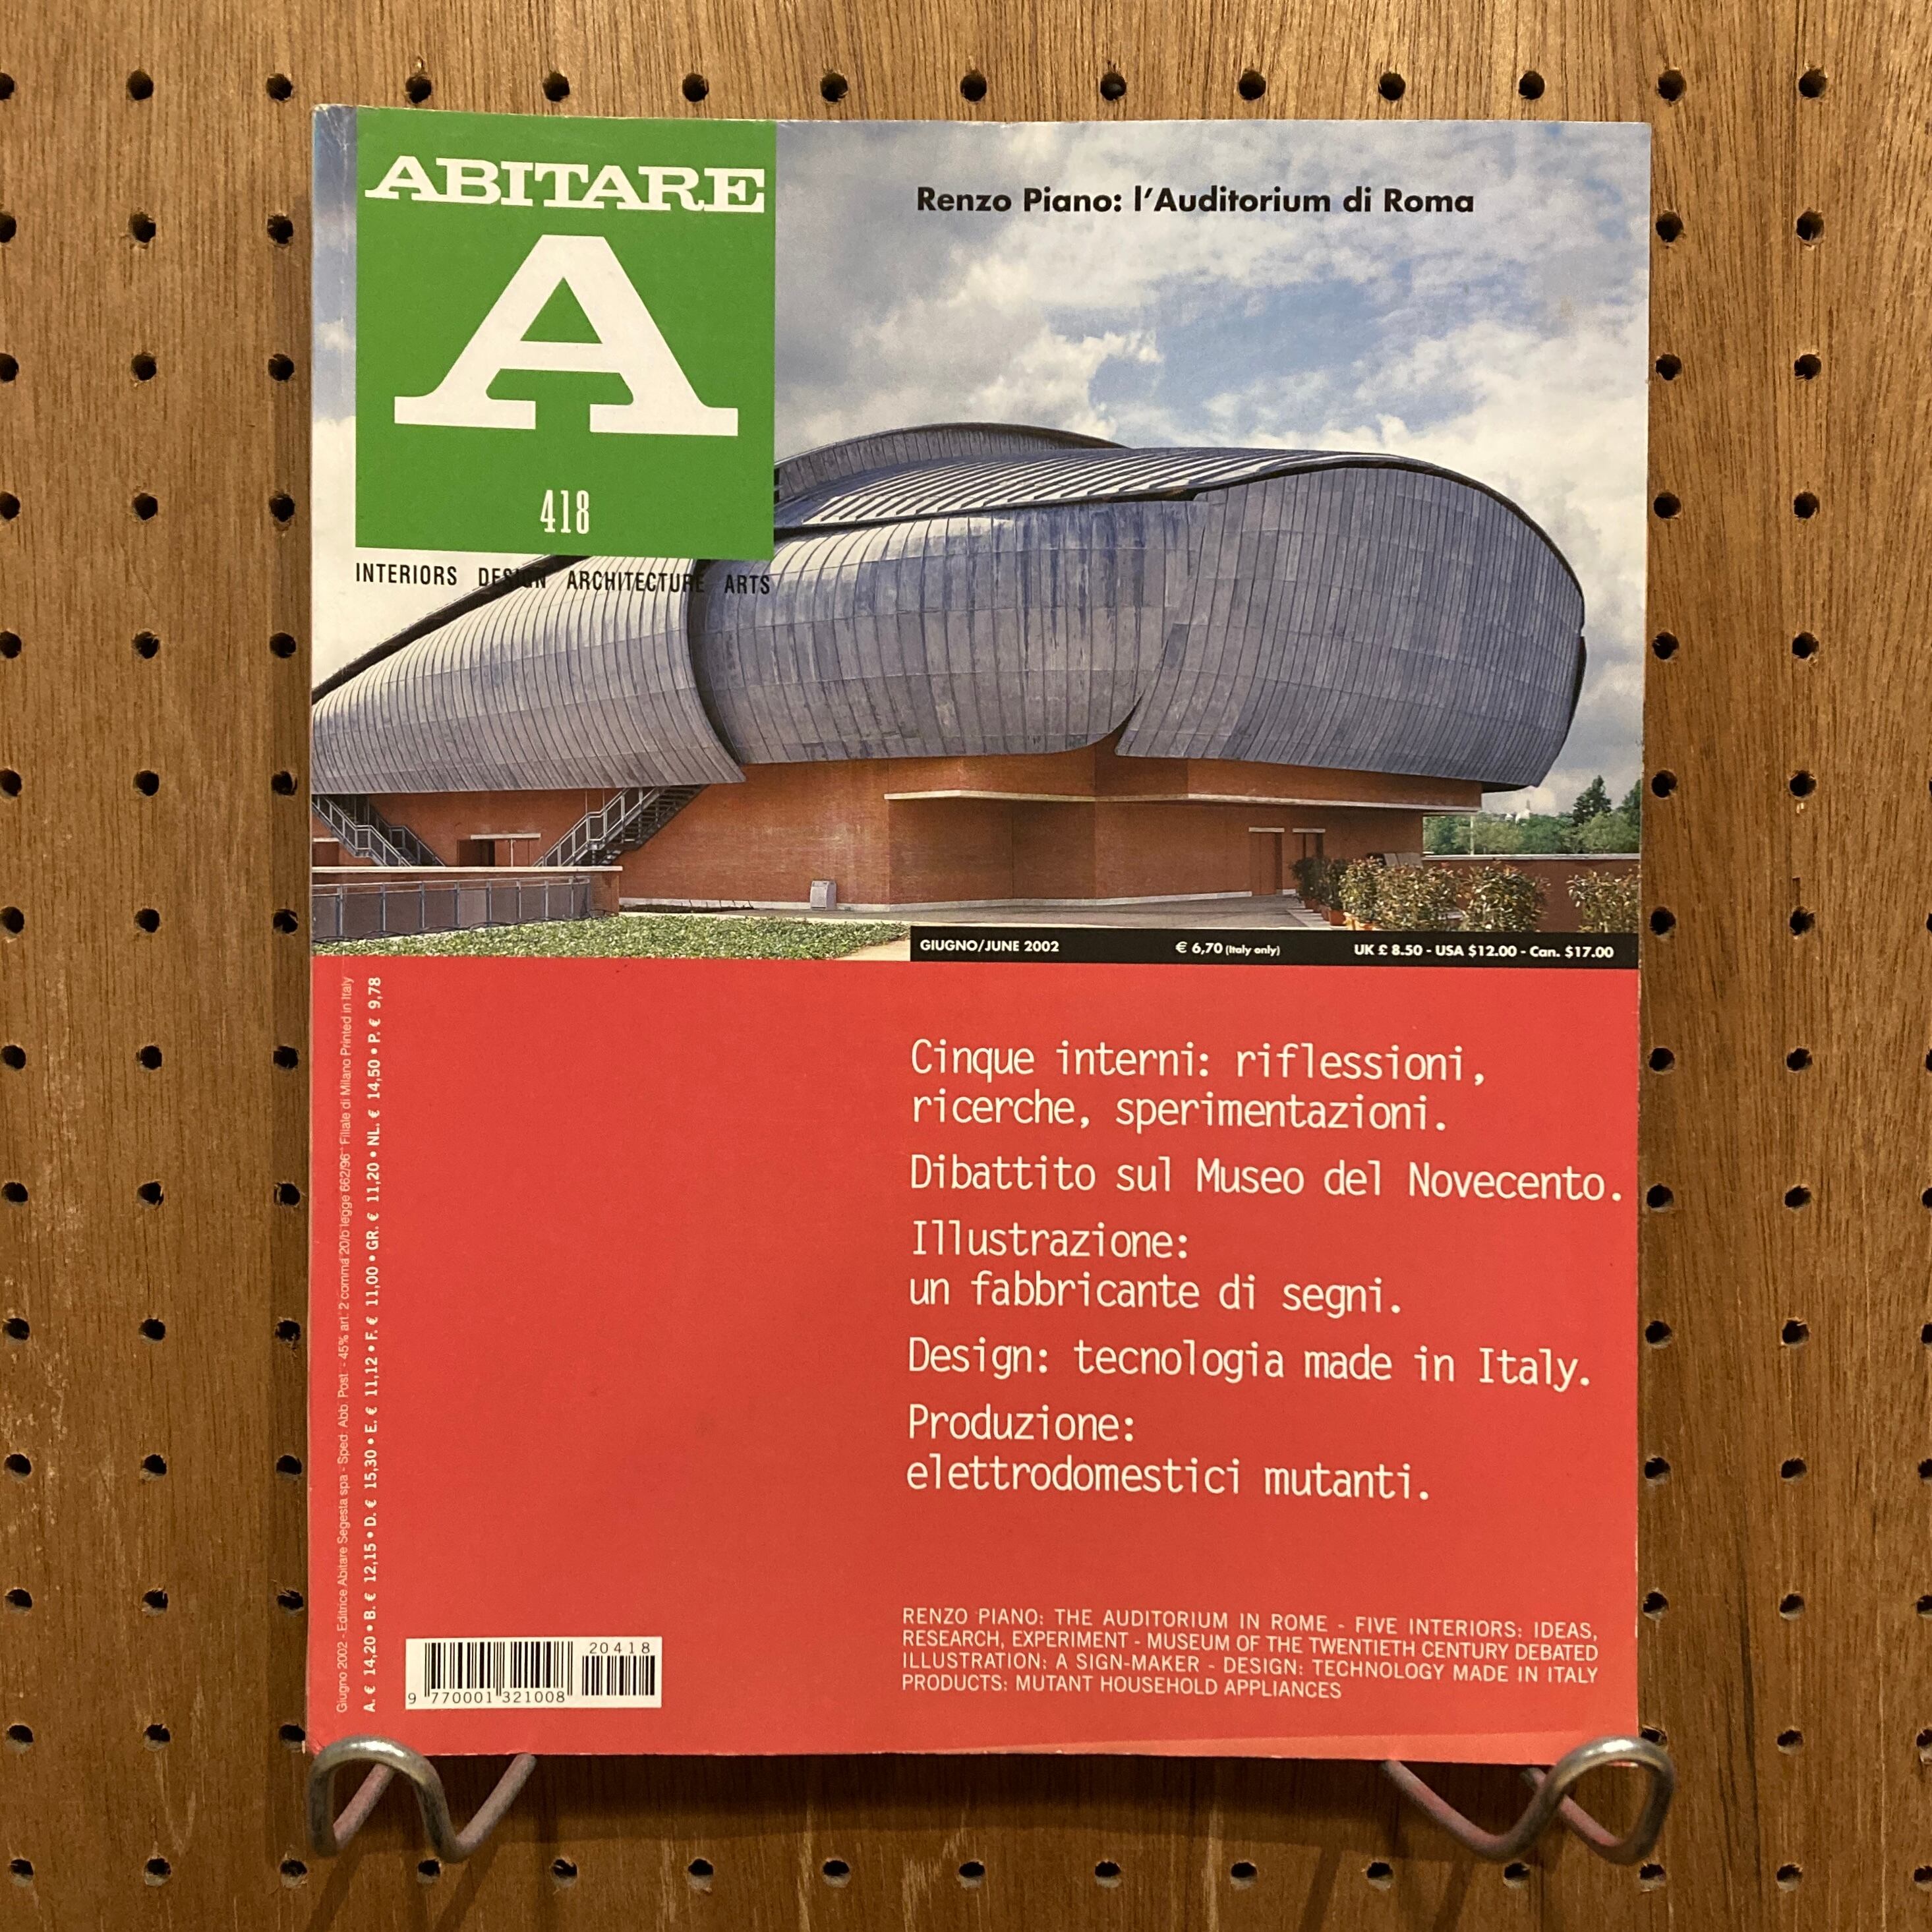 ABITARE
A
418
INTERIORS DESIGN ARCHITECTURE ARTS
Renzo Piano: l'Auditorium di Roma
GIUGNO/JUNE 2002 € 6,70 (Italy only) UK £ 8.50 - USA $12.00 - Can. $17.00
Cinque interni: riflessioni,
ricerche, sperimentazioni.
Dibattito sul Museo del Novecento.
Illustrazione:
un fabbricante di segni.
Design: tecnologia made in Italy.
Produzione:
elettrodomestici mutanti.
RENZO PIANO: THE AUDITORIUM IN ROME - FIVE INTERIORS: IDEAS,
RESEARCH, EXPERIMENT - MUSEUM OF THE TWENTIETH CENTURY DEBATED
ILLUSTRATION: A SIGN-MAKER - DESIGN: TECHNOLOGY MADE IN ITALY
PRODUCTS: MUTANT HOUSEHOLD APPLIANCES
Giugno 2002 - Editrice Abitare Segesta spa - Sped. Abb. Post. - 45% art. 2 comma 20/b legge 662/96 Filiale di Milano Printed in Italy
A. € 14,20 • B. € 12,15 • D. € 15,30 • E. € 11,12 • F. € 11,00 • GR. € 11,20 • NL. € 14,50 • P. € 9,78
20418
9 770001 321008